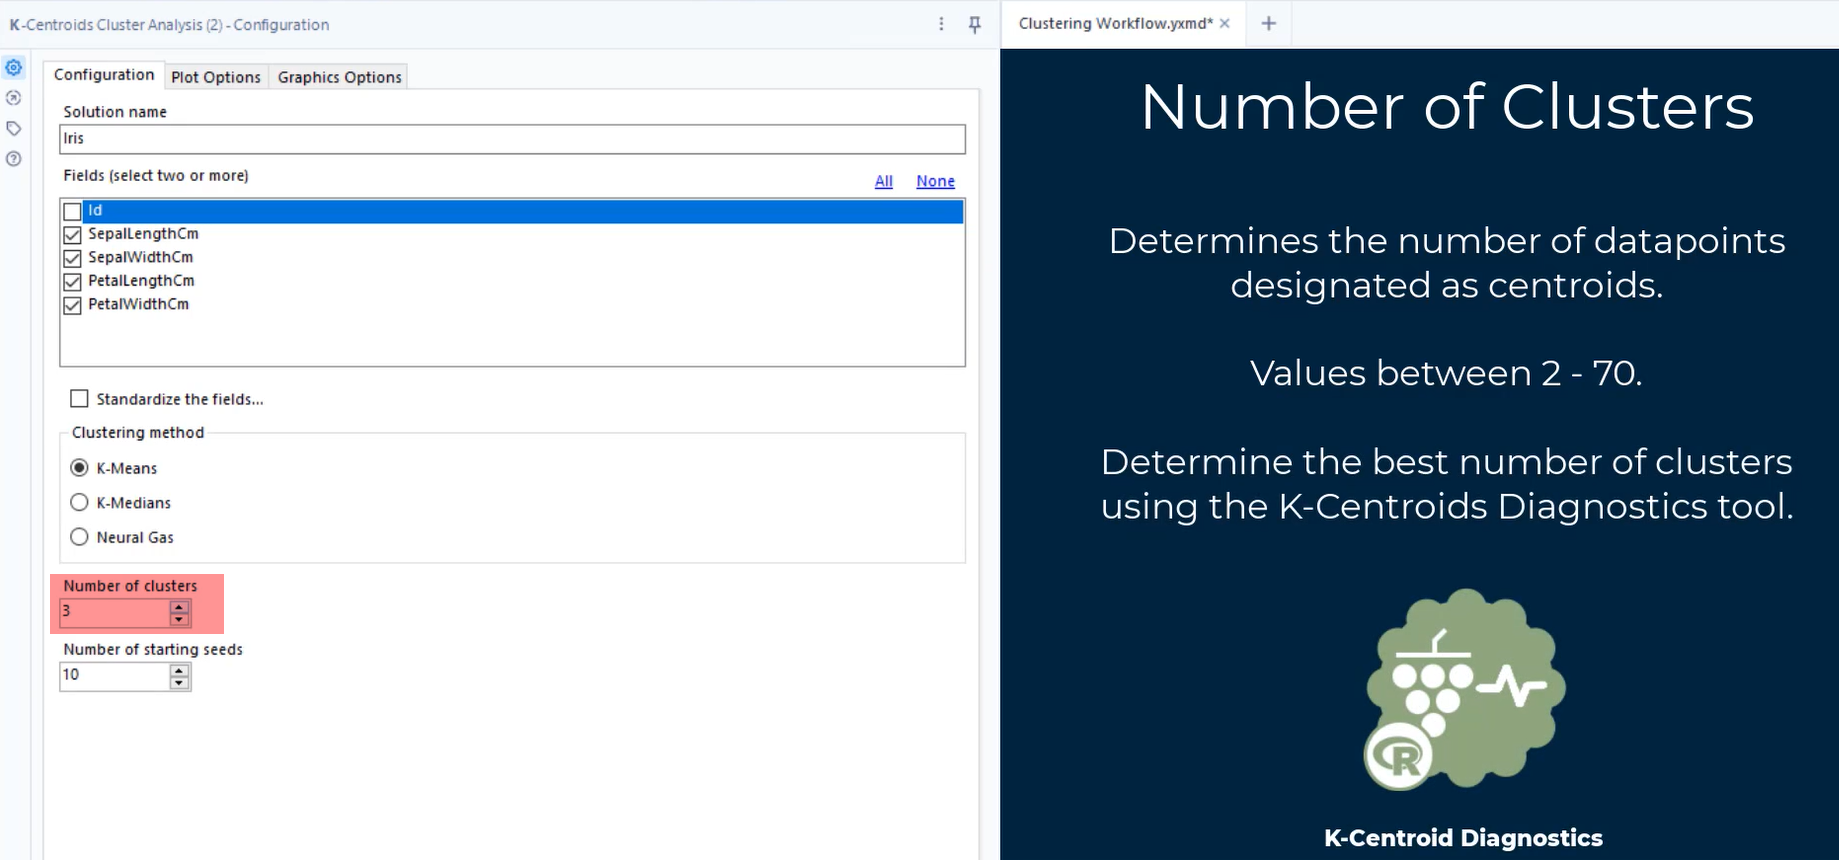 K-Centroids Cluster Analysis (2) - Configuration
Clustering Workflow.yxmd*
Configuration
Plot Options
Graphics Options
Solution name
Iris
Fields (select two or more)
All
None
Id
SepalLengthCm
SepalWidthCm
PetalLengthCm
PetalWidthCm
Standardize the fields...
Clustering method
K-Means
K-Medians
Neural Gas
Number of clusters
3
Number of starting seeds
10
Number of Clusters
Determines the number of datapoints
designated as centroids.
Values between 2 - 70.
Determine the best number of clusters
using the K-Centroids Diagnostics tool.
R
K-Centroid Diagnostics